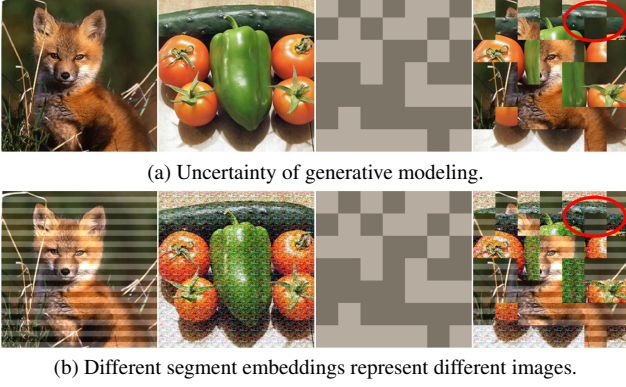 (a) Uncertainty of generative modeling.
(b) Different segment embeddings represent different images.